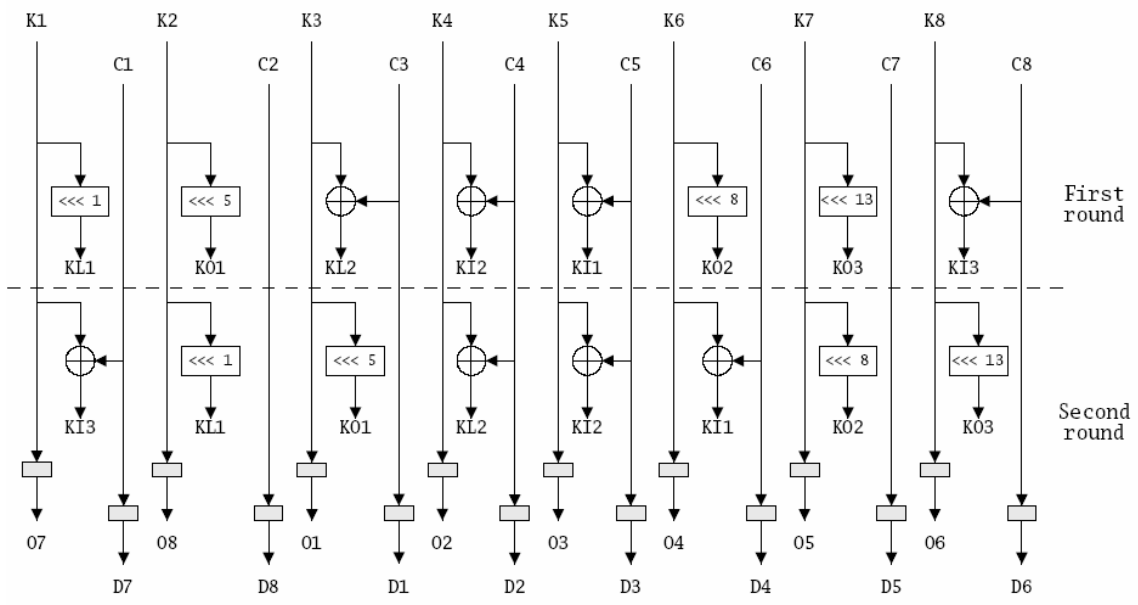 K1 K2 K3 K4 K5 K6 K7 K8
C1 C2 C3 C4 C5 C6 C7 C8
<<< 1 <<< 5 <<< 8 <<< 13 First
round
KL1 KO1 KL2 KI2 KI1 KO2 KO3 KI3
<<< 1 <<< 5 <<< 8 <<< 13
KI3 KL1 KO1 KL2 KI2 KI1 KO2 KO3 Second
round
O7 O8 O1 O2 O3 O4 O5 O6
D7 D8 D1 D2 D3 D4 D5 D6